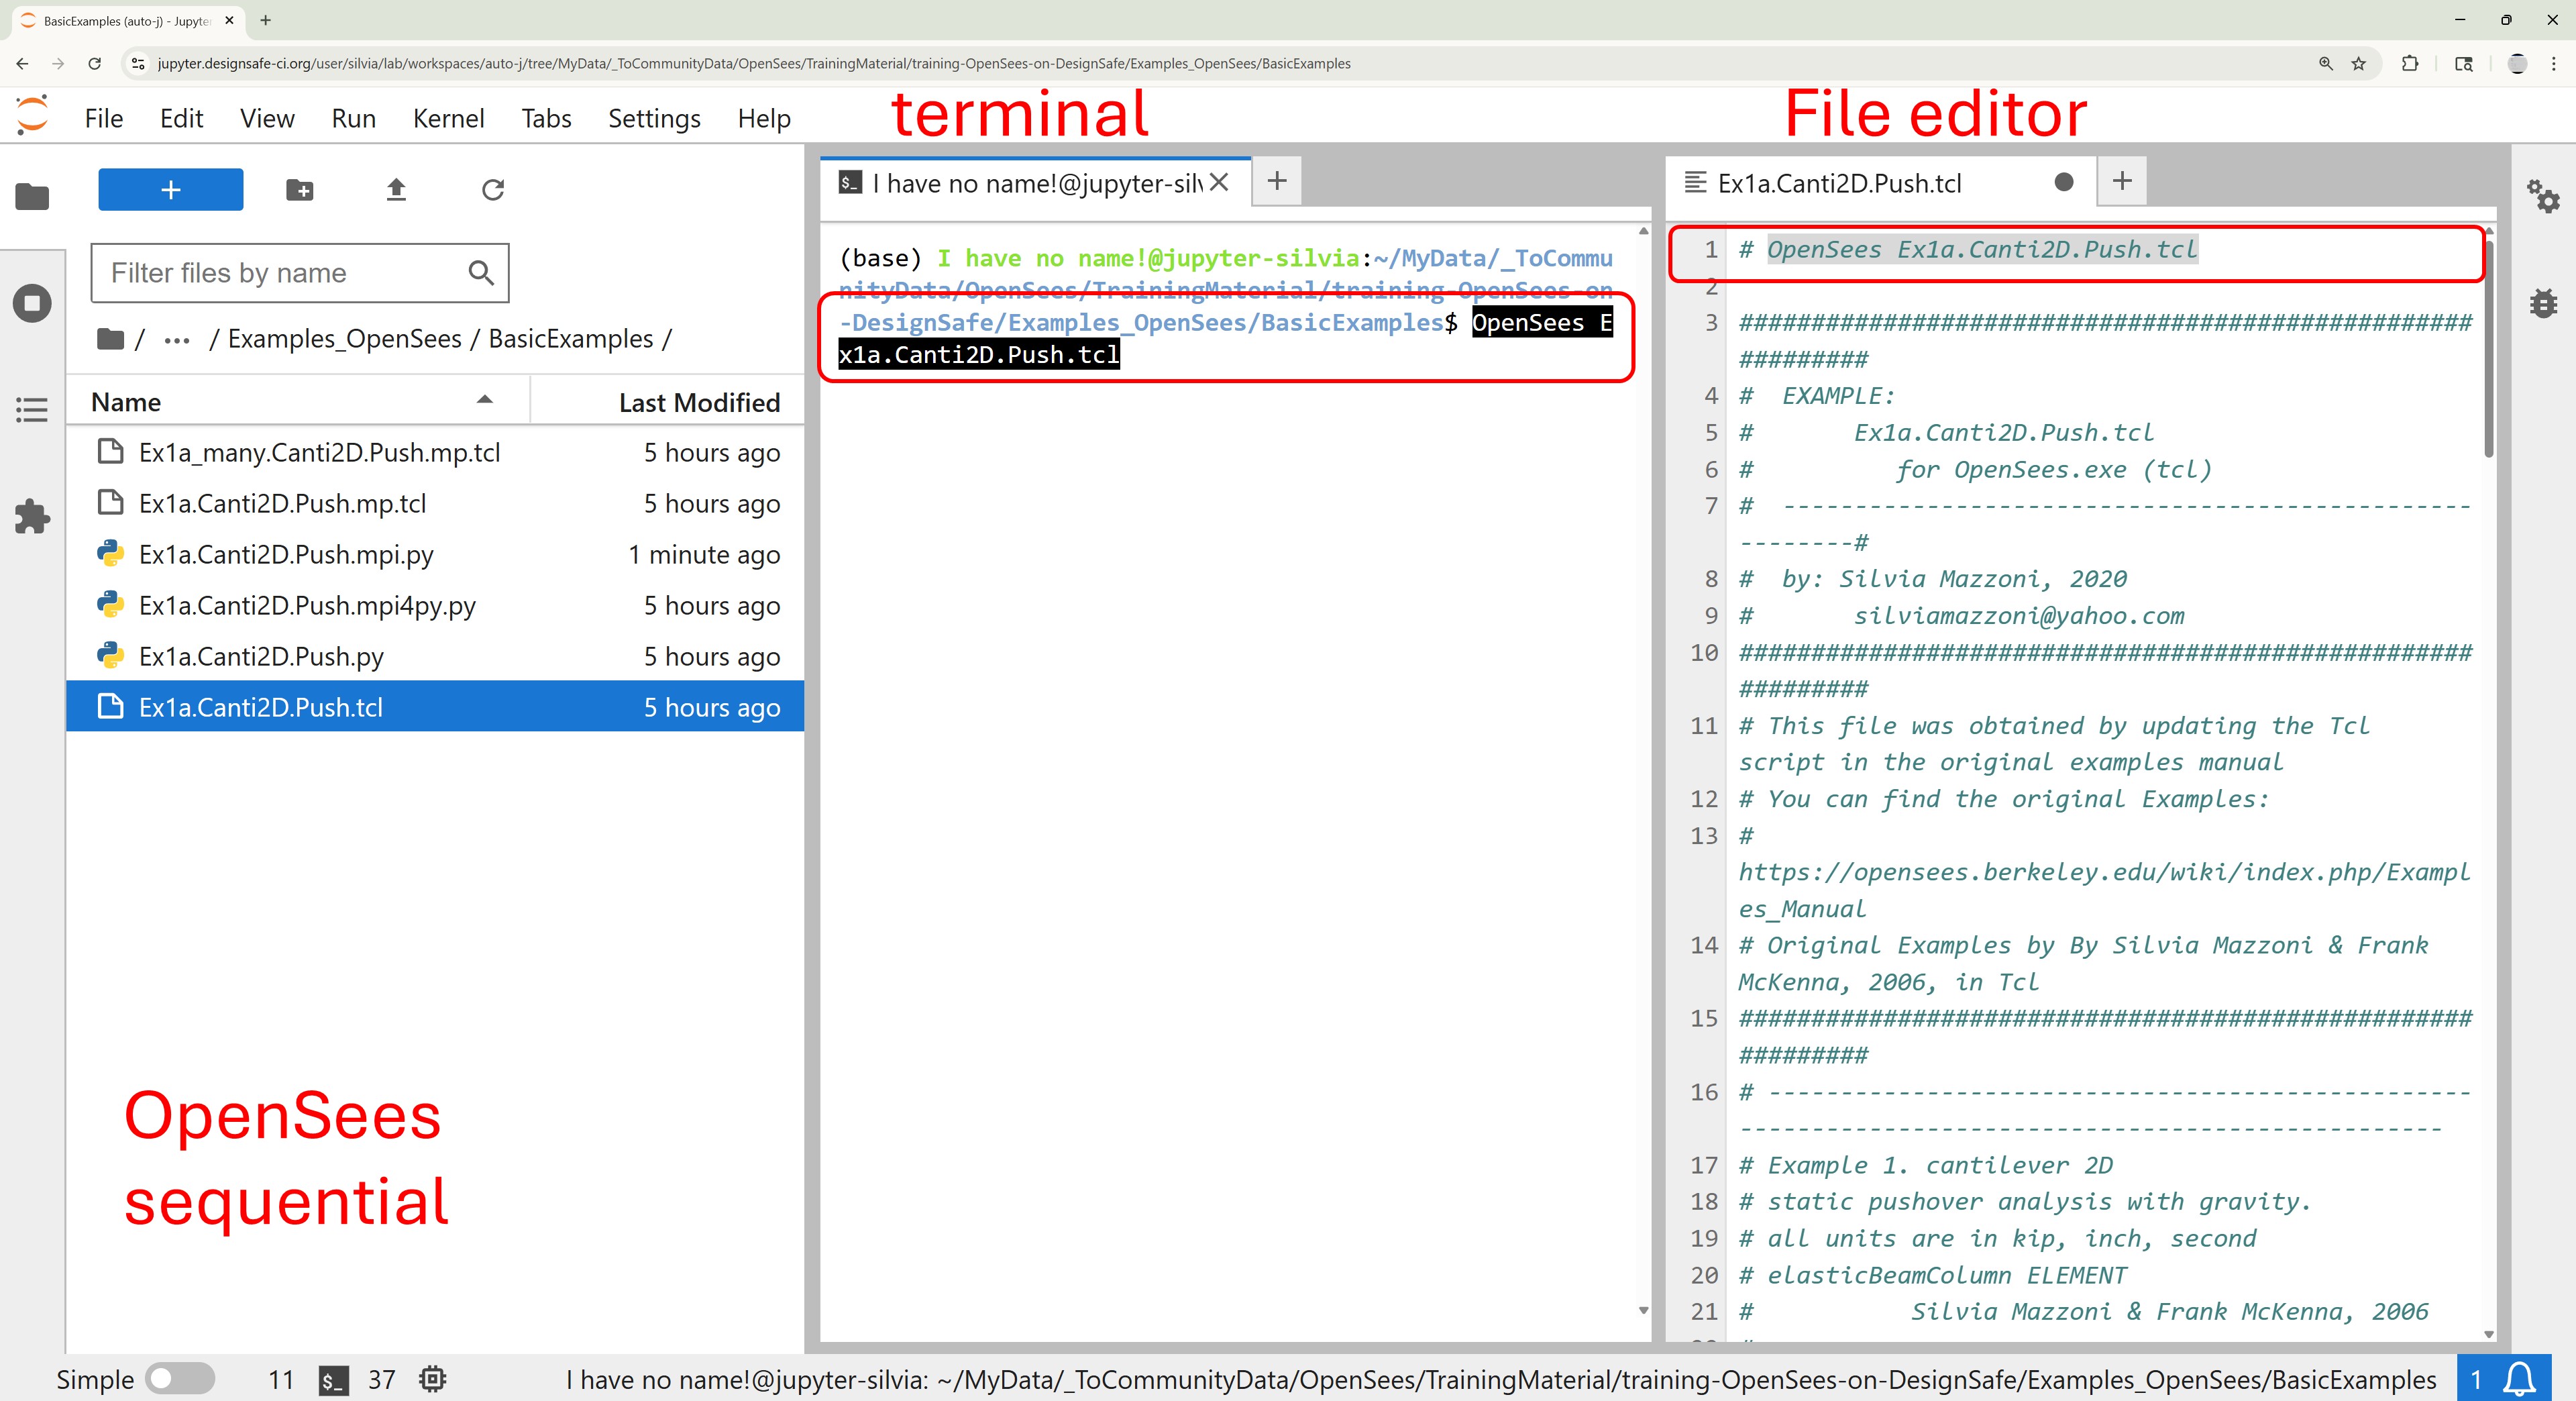 BasicExamples (auto-j) - Jupyter
jupyter.designsafe-ci.org/user/silvia/lab/workspaces/auto-j/tree/MyData/_ToCommunityData/OpenSees/TrainingMaterial/training-OpenSees-on-DesignSafe/Examples_OpenSees/BasicExamples
File Edit View Run Kernel Tabs Settings Help
terminal
File editor
Filter files by name
/ ... / Examples_OpenSees / BasicExamples /
Name Last Modified
Ex1a_many.Canti2D.Push.mp.tcl 5 hours ago
Ex1a.Canti2D.Push.mp.tcl 5 hours ago
Ex1a.Canti2D.Push.mpi.py 1 minute ago
Ex1a.Canti2D.Push.mpi4py.py 5 hours ago
Ex1a.Canti2D.Push.py 5 hours ago
Ex1a.Canti2D.Push.tcl 5 hours ago
OpenSees
sequential
$_ I have no name!@jupyter-silv
(base) I have no name!@jupyter-silvia:~/MyData/_ToCommu
nityData/OpenSees/TrainingMaterial/training-OpenSees-on
-DesignSafe/Examples_OpenSees/BasicExamples$ OpenSees E
x1a.Canti2D.Push.tcl
Ex1a.Canti2D.Push.tcl
1 # OpenSees Ex1a.Canti2D.Push.tcl
2
3 ###################################################
#########
4 #  EXAMPLE:
5 #       Ex1a.Canti2D.Push.tcl
6 #          for OpenSees.exe (tcl)
7 #  ------------------------------------------------
--------#
8 #  by: Silvia Mazzoni, 2020
9 #       silviamazzoni@yahoo.com
10 ###################################################
#########
11 # This file was obtained by updating the Tcl
script in the original examples manual
12 # You can find the original Examples:
13 #
https://opensees.berkeley.edu/wiki/index.php/Exampl
es_Manual
14 # Original Examples by By Silvia Mazzoni & Frank
McKenna, 2006, in Tcl
15 ###################################################
#########
16 # -------------------------------------------------
-------------------------------------------------
17 # Example 1. cantilever 2D
18 # static pushover analysis with gravity.
19 # all units are in kip, inch, second
20 # elasticBeamColumn ELEMENT
21 #           Silvia Mazzoni & Frank McKenna, 2006
Simple 11 $_ 37 I have no name!@jupyter-silvia: ~/MyData/_ToCommunityData/OpenSees/TrainingMaterial/training-OpenSees-on-DesignSafe/Examples_OpenSees/BasicExamples 1